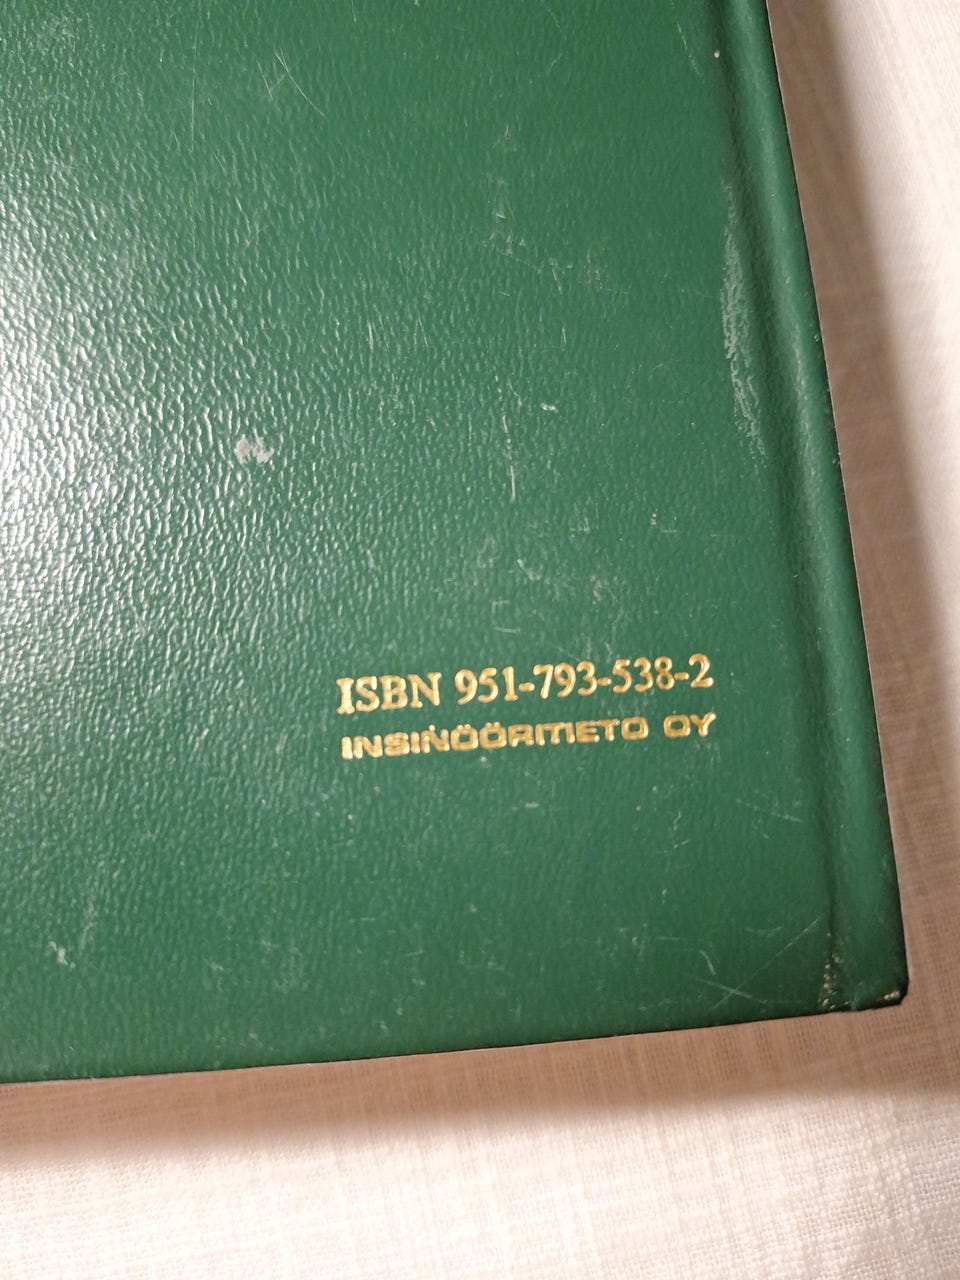 ISBN 951-793-538-2
INSINÖÖRITIETO OY